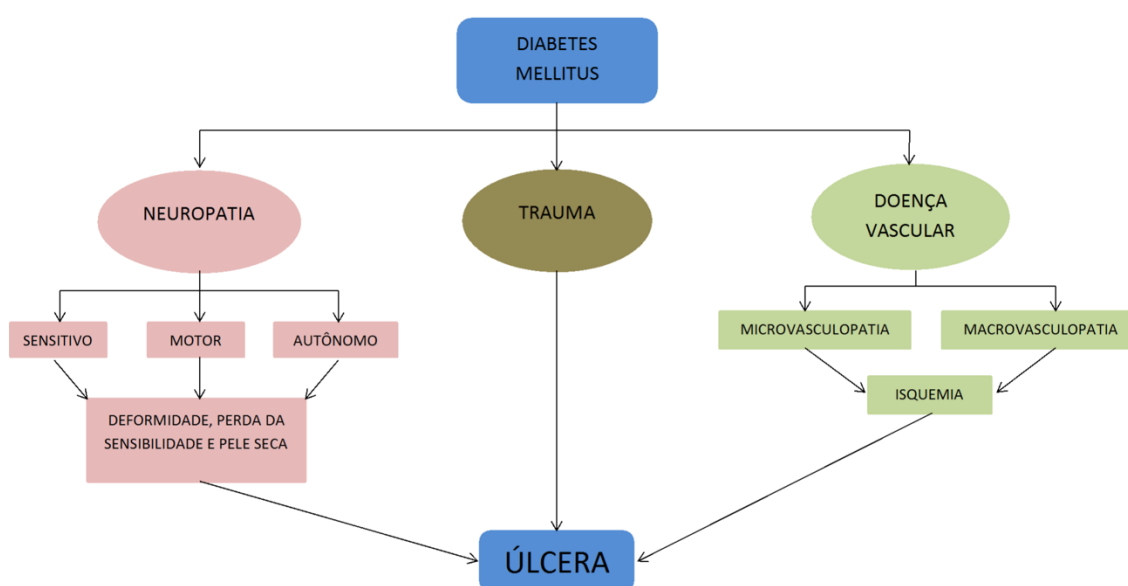 DIABETES
MELLITUS
NEUROPATIA
TRAUMA
DOENÇA
VASCULAR
SENSITIVO
MOTOR
AUTÔNOMO
MICROVASCULOPATIA
MACROVASCULOPATIA
ISQUEMIA
DEFORMIDADE, PERDA DA
SENSIBILIDADE E PELE SECA
ÚLCERA